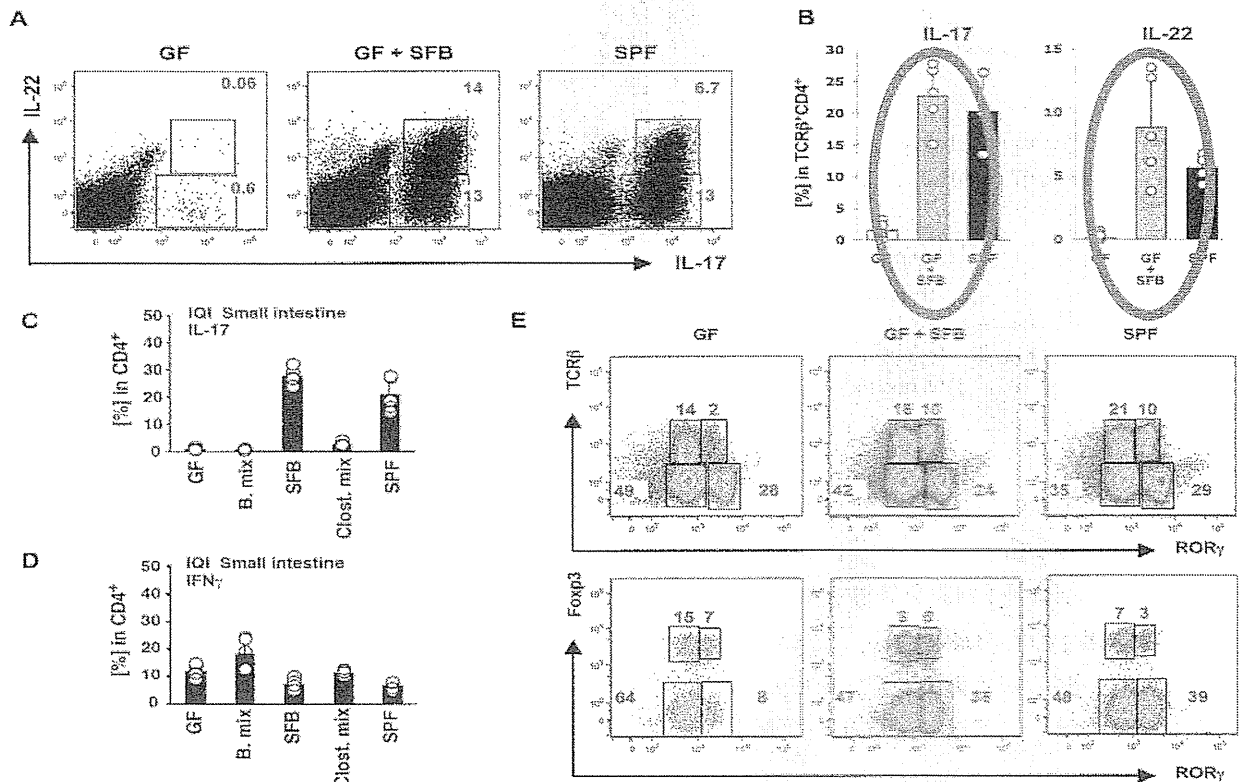 A
GF
GF + SFB
SPF
IL-22
0.06
14
6.7
0.6
13
13
IL-17
B
IL-17
IL-22
[%] in TCRβ⁺CD4⁺
30
25
20
15
10
5
0
15
10
5
0
GF
+
SFB
GF
GF
+
SFB
SPF
C
IQI Small intestine
IL-17
[%] in CD4⁺
50
40
30
20
10
0
GF
B. mix
SFB
Clost. mix
SPF
D
IQI Small intestine
IFNγ
[%] in CD4⁺
50
40
30
20
10
0
GF
B. mix
SFB
Clost. mix
SPF
E
GF
GF + SFB
SPF
TCRβ
14 2
49
28
18
42
24
21 10
35
29
RORγ
Foxp3
15 7
64
8
47
7 3
48
39
RORγ